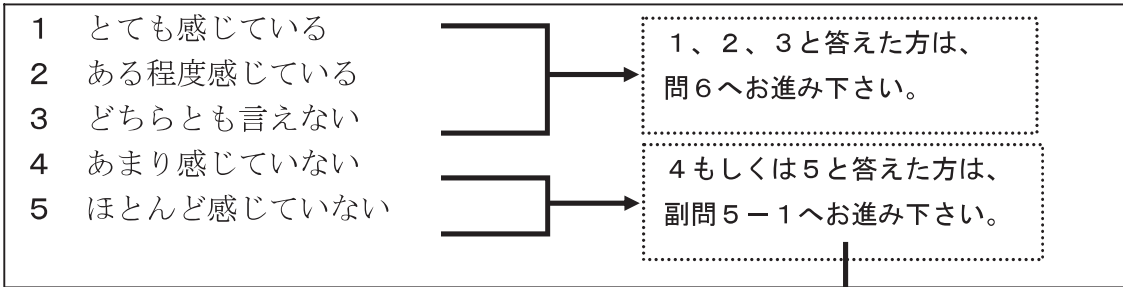 1 とても感じている
2 ある程度感じている
3 どちらとも言えない
4 あまり感じていない
5 ほとんど感じていない
1、2、3と答えた方は、
問6へお進み下さい。
4もしくは5と答えた方は、
副問5－1へお進み下さい。